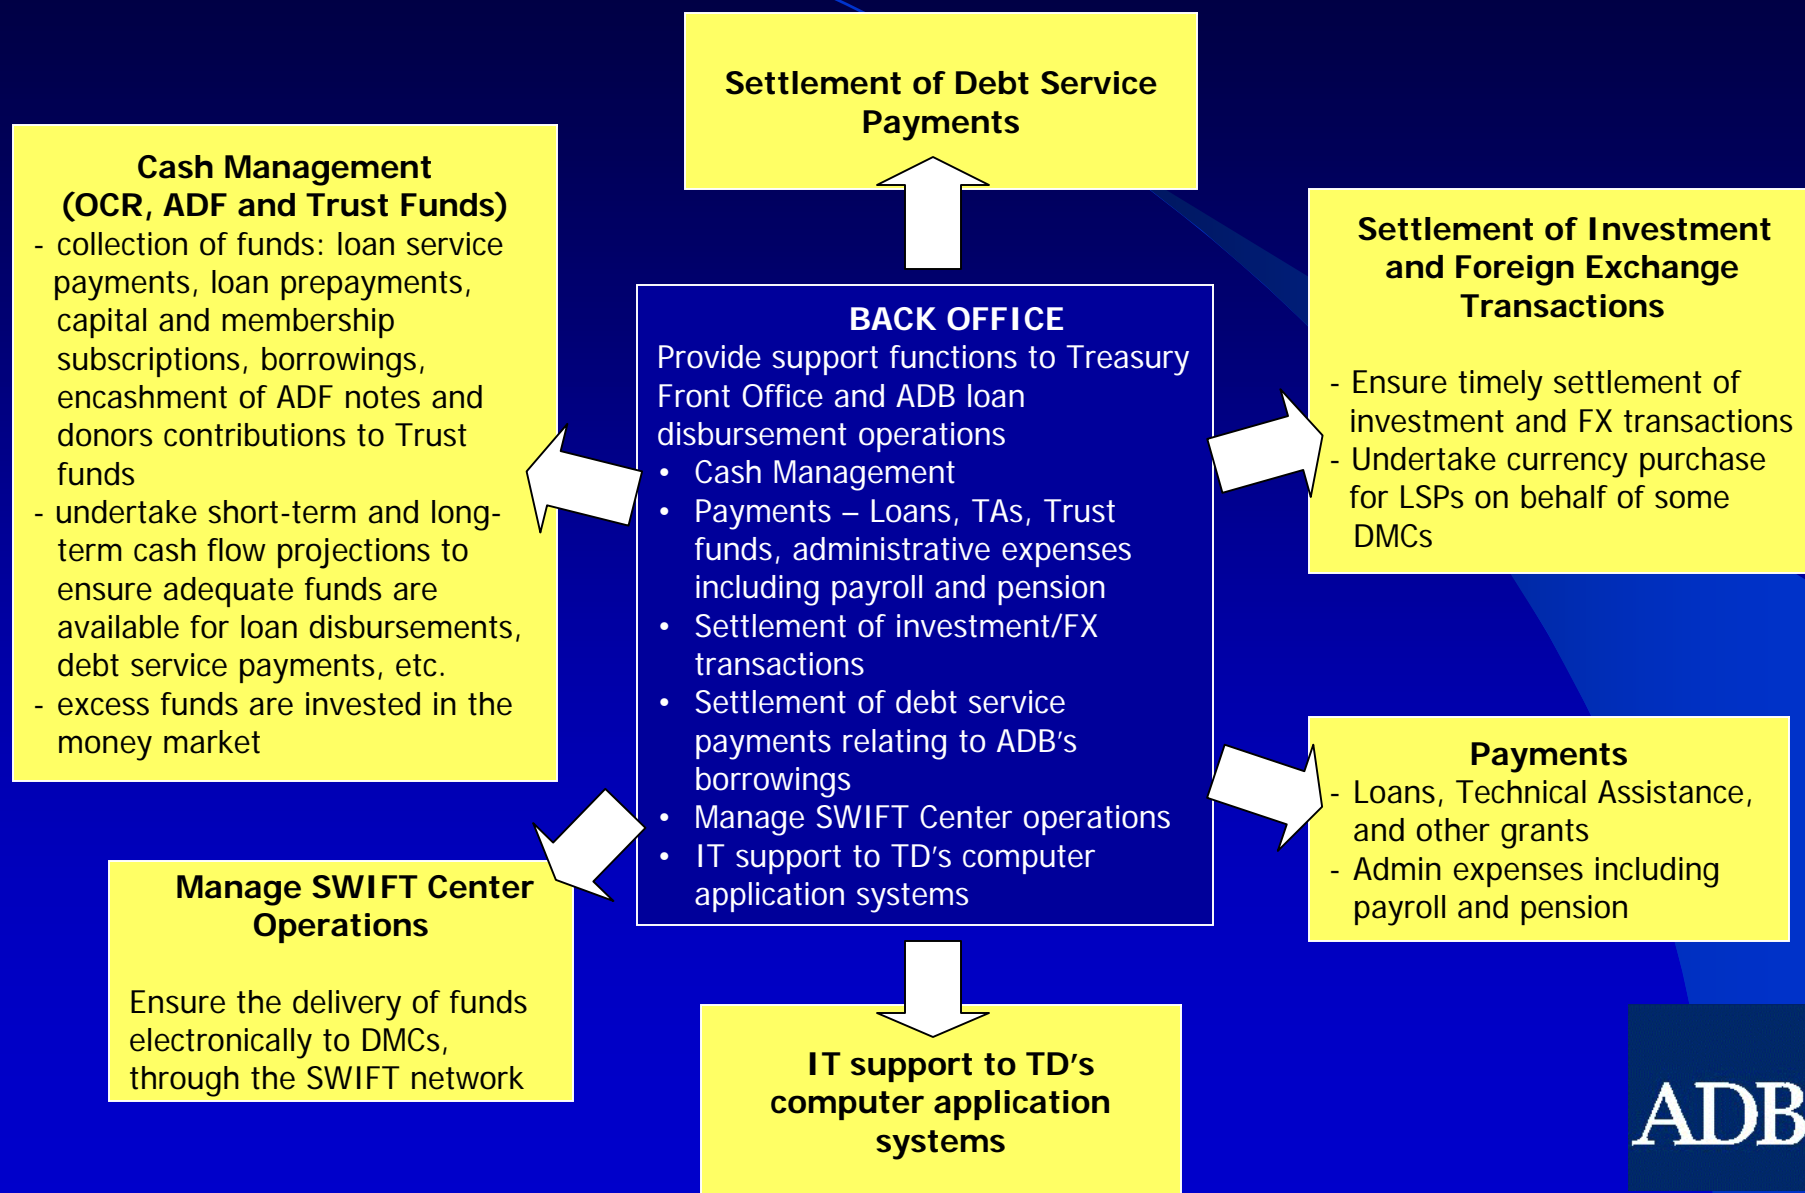 Settlement of Debt Service
Payments
Cash Management
(OCR, ADF and Trust Funds)
- collection of funds: loan service
payments, loan prepayments,
capital and membership
subscriptions, borrowings,
encashment of ADF notes and
donors contributions to Trust
funds
- undertake short-term and long-
term cash flow projections to
ensure adequate funds are
available for loan disbursements,
debt service payments, etc.
- excess funds are invested in the
money market
BACK OFFICE
Provide support functions to Treasury
Front Office and ADB loan
disbursement operations
• Cash Management
• Payments – Loans, TAs, Trust
funds, administrative expenses
including payroll and pension
• Settlement of investment/FX
transactions
• Settlement of debt service
payments relating to ADB’s
borrowings
• Manage SWIFT Center operations
• IT support to TD’s computer
application systems
Settlement of Investment
and Foreign Exchange
Transactions
- Ensure timely settlement of
investment and FX transactions
- Undertake currency purchase
for LSPs on behalf of some
DMCs
Payments
- Loans, Technical Assistance,
and other grants
- Admin expenses including
payroll and pension
Manage SWIFT Center
Operations
Ensure the delivery of funds
electronically to DMCs,
through the SWIFT network
IT support to TD’s
computer application
systems
ADB